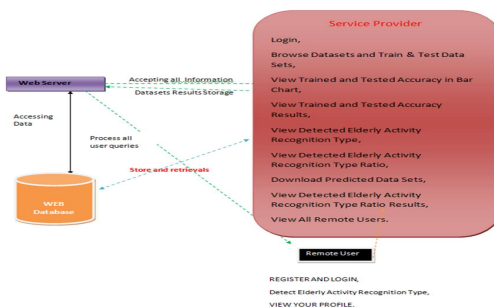 Service Provider
Login,
Browse Datasets and Train & Test Data
Sets,
View Trained and Tested Accuracy in Bar
Chart,
View Trained and Tested Accuracy
Results,
View Detected Elderly Activity
Recognition Type,
View Detected Elderly Activity
Recognition Type Ratio,
Download Predicted Data Sets,
View Detected Elderly Activity
Recognition Type Ratio Results,
View All Remote Users.
Web Server
Accepting all Information
Datasets Results Storage
Accessing
Data
Process all
user queries
Store and retrievals
WEB
Database
Remote User
REGISTER AND LOGIN,
Detect Elderly Activity Recognition Type,
VIEW YOUR PROFILE.